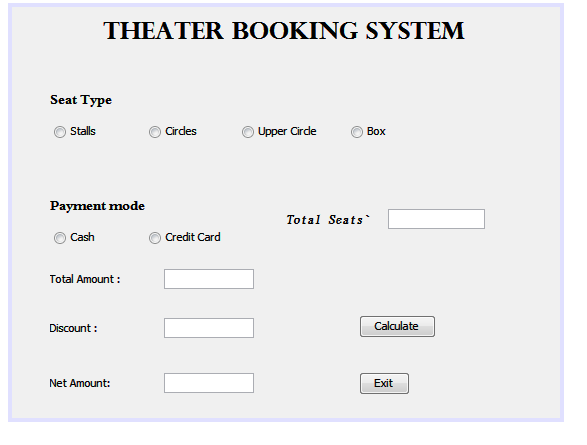 THEATER BOOKING SYSTEM
Seat Type
Stalls Circles Upper Circle Box
Payment mode
Total Seats`
Cash Credit Card
Total Amount :
Discount :
Calculate
Net Amount:
Exit